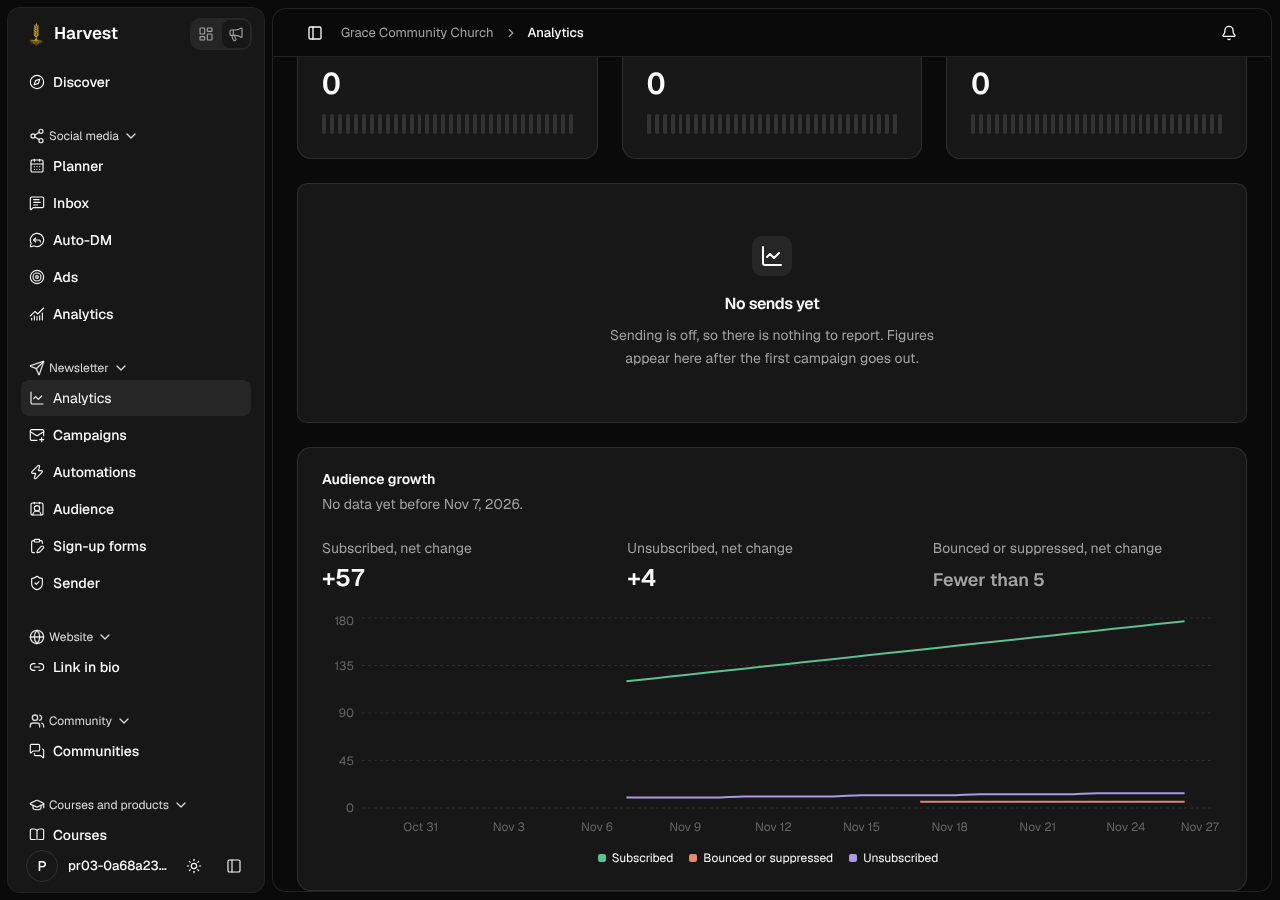 Harvest
Discover
Social media
Planner
Inbox
Auto-DM
Ads
Analytics
Newsletter
Analytics
Campaigns
Automations
Audience
Sign-up forms
Sender
Website
Link in bio
Community
Communities
Courses and products
Courses
P
pr03-0a68a23...
Grace Community Church > Analytics
0
0
0
No sends yet
Sending is off, so there is nothing to report. Figures
appear here after the first campaign goes out.
Audience growth
No data yet before Nov 7, 2026.
Subscribed, net change
+57
Unsubscribed, net change
+4
Bounced or suppressed, net change
Fewer than 5
180
135
90
45
0
Oct 31 Nov 3 Nov 6 Nov 9 Nov 12 Nov 15 Nov 18 Nov 21 Nov 24 Nov 27
Subscribed Bounced or suppressed Unsubscribed